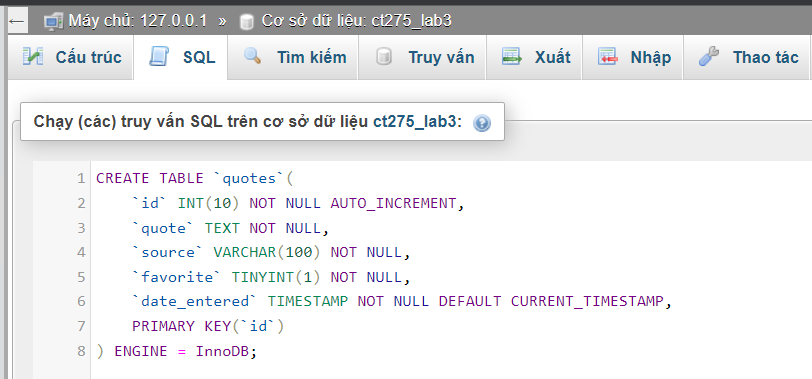 ← Máy chủ: 127.0.0.1 » Cơ sở dữ liệu: ct275_lab3
Cấu trúc SQL Tìm kiếm Truy vấn Xuất Nhập Thao tác
Chạy (các) truy vấn SQL trên cơ sở dữ liệu ct275_lab3:
1 CREATE TABLE `quotes`(
2 `id` INT(10) NOT NULL AUTO_INCREMENT,
3 `quote` TEXT NOT NULL,
4 `source` VARCHAR(100) NOT NULL,
5 `favorite` TINYINT(1) NOT NULL,
6 `date_entered` TIMESTAMP NOT NULL DEFAULT CURRENT_TIMESTAMP,
7 PRIMARY KEY(`id`)
8 ) ENGINE = InnoDB;